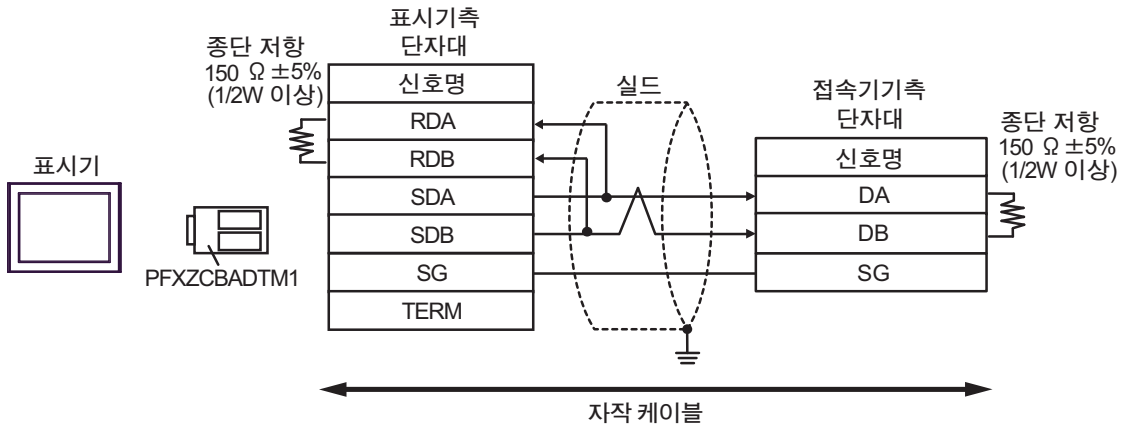 표시기
PFXZCBADTM1
종단 저항
150 Ω ±5%
(1/2W 이상)
표시기측
단자대
신호명
RDA
RDB
SDA
SDB
SG
TERM
실드
접속기기측
단자대
신호명
DA
DB
SG
종단 저항
150 Ω ±5%
(1/2W 이상)
자작 케이블